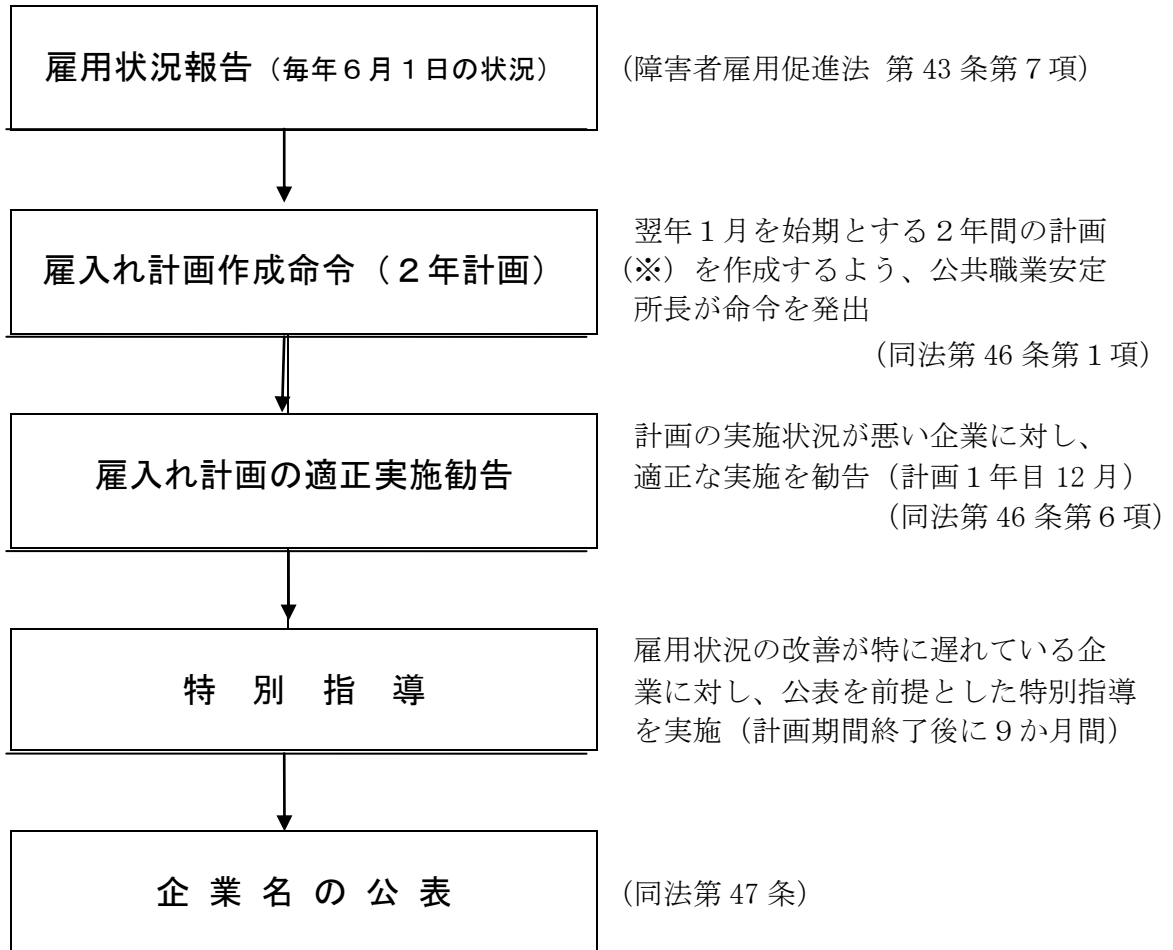 雇用状況報告（毎年６月１日の状況）
（障害者雇用促進法 第 43 条第７項）
雇入れ計画作成命令（２年計画）
翌年１月を始期とする２年間の計画
（※）を作成するよう、公共職業安定
所長が命令を発出
（同法第 46 条第１項）
雇入れ計画の適正実施勧告
計画の実施状況が悪い企業に対し、
適正な実施を勧告（計画１年目 12 月）
（同法第 46 条第６項）
特 別 指 導
雇用状況の改善が特に遅れている企
業に対し、公表を前提とした特別指導
を実施（計画期間終了後に９か月間）
企 業 名 の 公 表
（同法第 47 条）